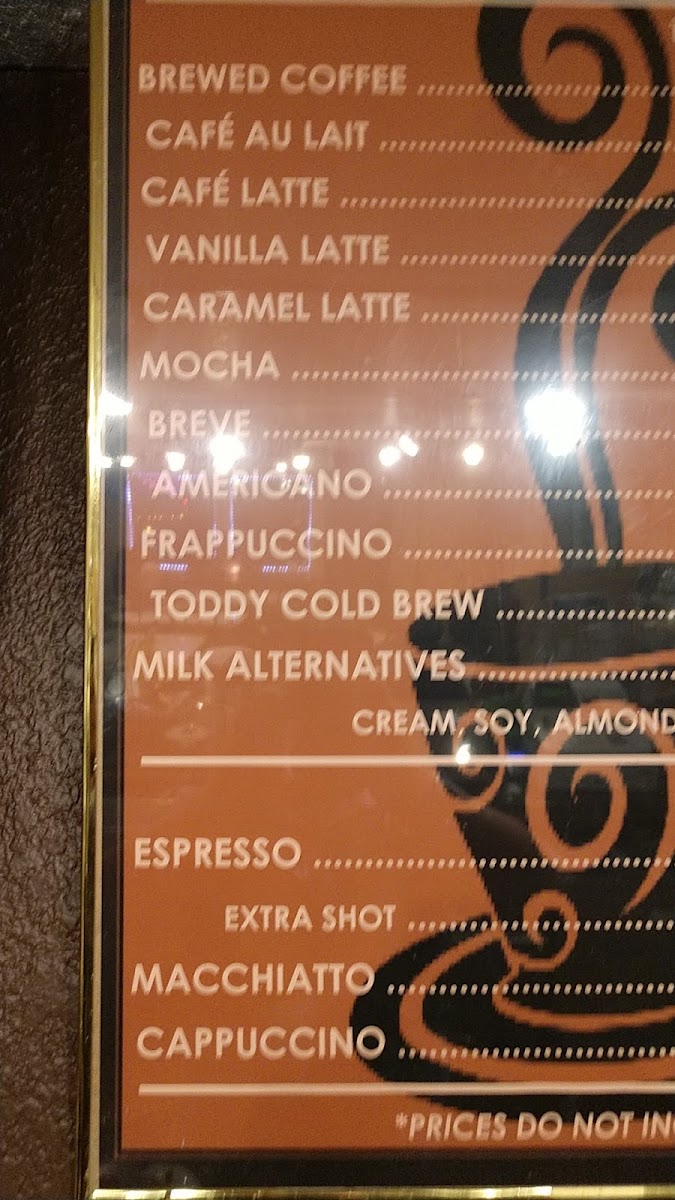 BREWED COFFEE
CAFÉ AU LAIT
CAFÉ LATTE
VANILLA LATTE
CARAMEL LATTE
MOCHA
BREVE
AMERICANO
FRAPPUCCINO
TODDY COLD BREW
MILK ALTERNATIVES
CREAM, SOY, ALMOND
ESPRESSO
EXTRA SHOT
MACCHIATTO
CAPPUCCINO
*PRICES DO NOT